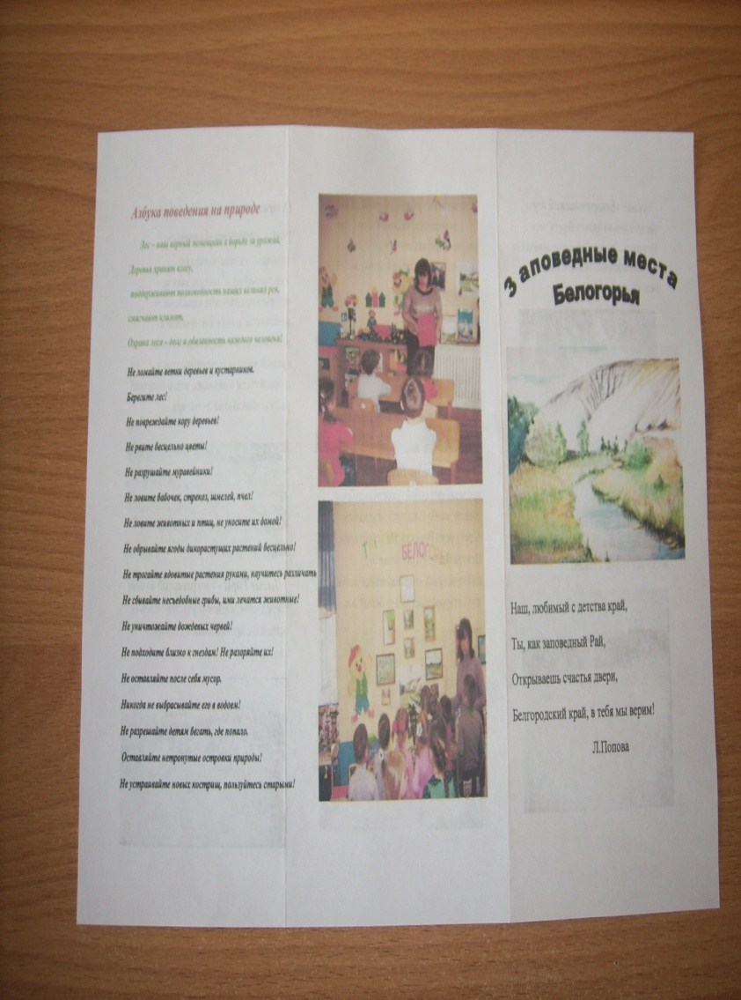 Азбука поведения на природе
Лес – наш верный помощник в борьбе за урожай.
Деревья хранят влагу,
поддерживают полноводность наших великих рек,
смягчают климат.
Охрана леса – долг и обязанность каждого человека!
Не ломайте ветки деревьев и кустарников.
Берегите лес!
Не повреждайте кору деревьев!
Не рвите бесцельно цветы!
Не разрушайте муравейники!
Не ловите бабочек, стрекоз, шмелей, пчел!
Не ловите животных и птиц, не уносите их домой!
Не обрывайте ягоды дикорастущих растений бесцельно!
Не трогайте ядовитые растения руками, научитесь различать
Не сбивайте несъедобные грибы, ими лечатся животные!
Не уничтожайте дождевых червей!
Не подходите близко к гнездам! Не разоряйте их!
Не оставляйте после себя мусор.
Никогда не выбрасывайте его в водоем!
Не разрешайте детям бегать, где попало.
Оставляйте нетронутые островки природы!
Не устраивайте новых кострищ, пользуйтесь старыми!
З аповедные места
Белогорья
Наш, любимый с детства край,
Ты, как заповедный Рай,
Открываешь счастья двери,
Белгородский край, в тебя мы верим!
Л.Попова